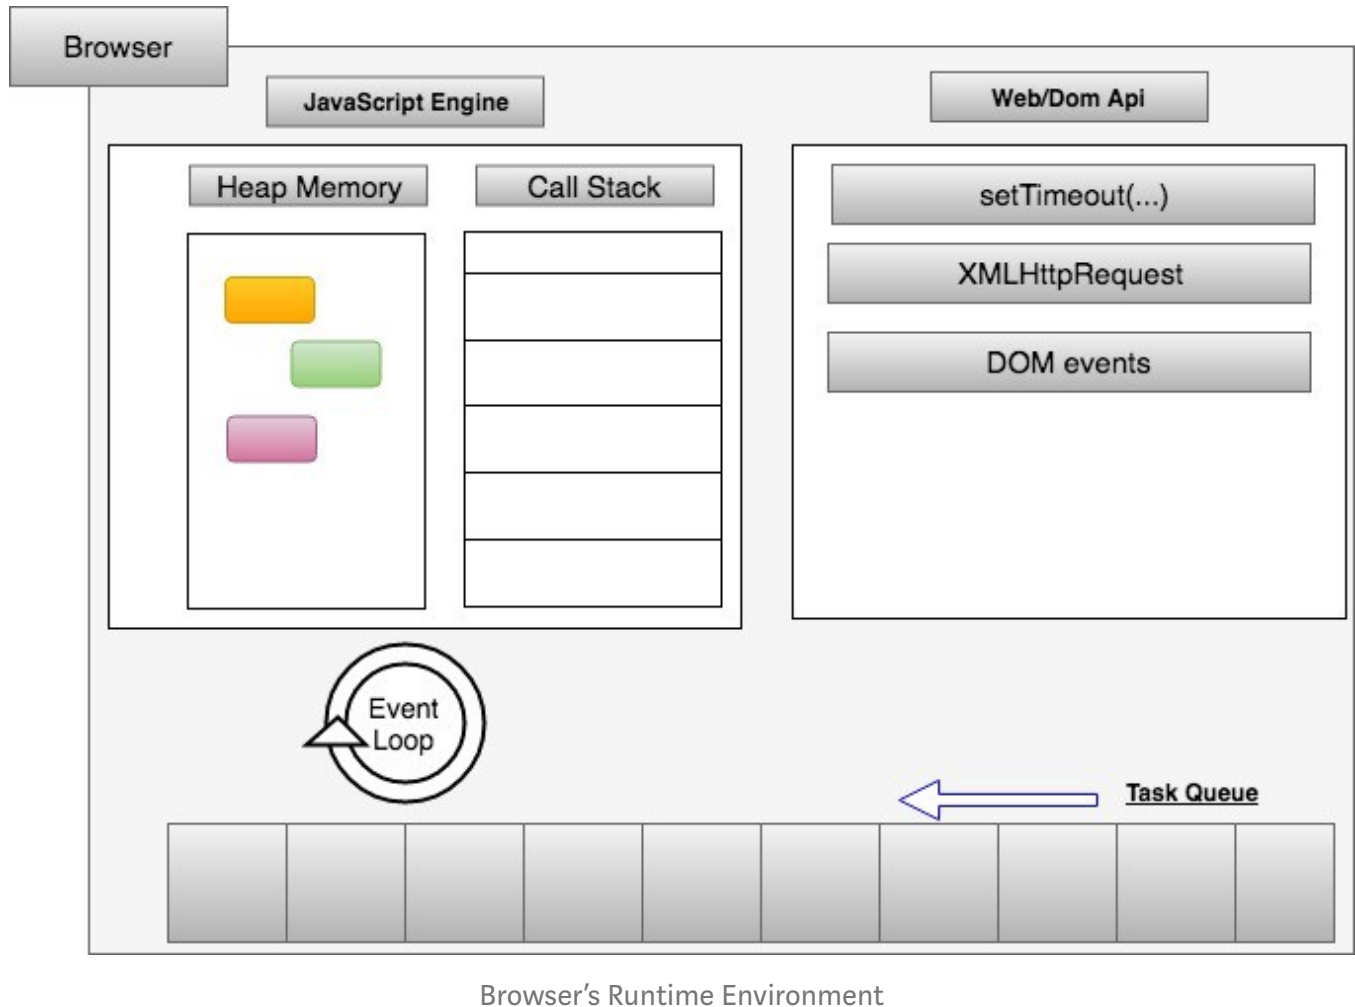 Browser
JavaScript Engine
Web/Dom Api
Heap Memory
Call Stack
setTimeout(...)
XMLHttpRequest
DOM events
Event
Loop
Task Queue
Browser’s Runtime Environment